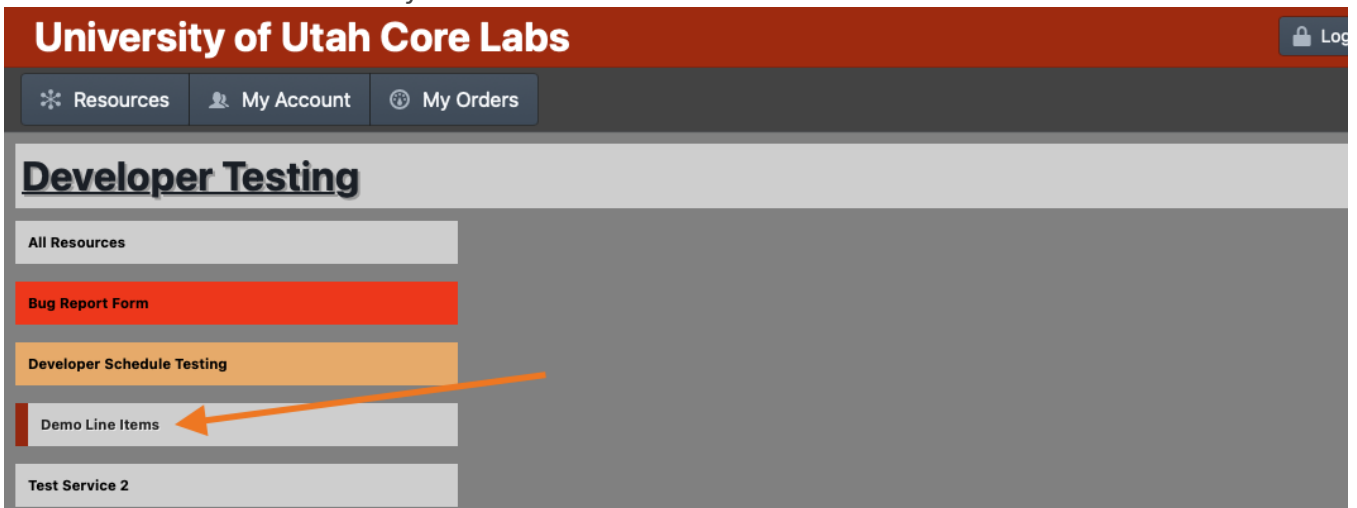 University of Utah Core Labs
Log
Resources My Account My Orders
Developer Testing
All Resources
Bug Report Form
Developer Schedule Testing
Demo Line Items
Test Service 2